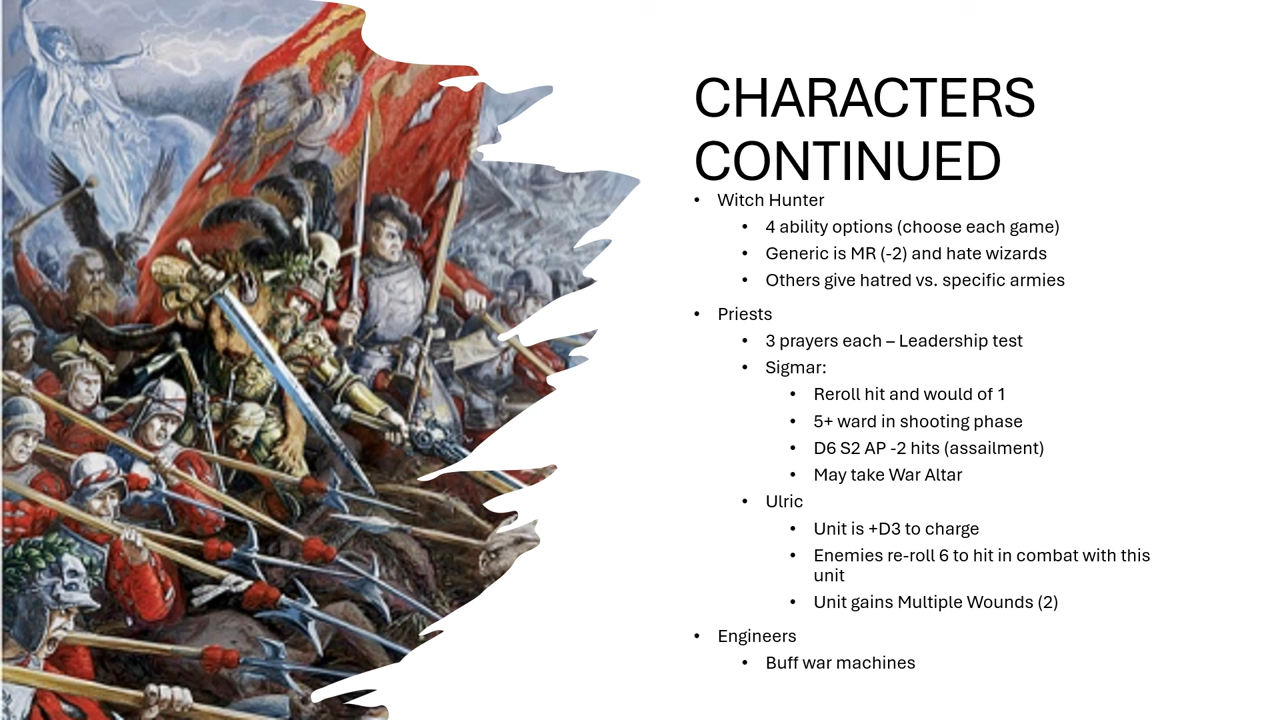 CHARACTERS
CONTINUED
• Witch Hunter
• 4 ability options (choose each game)
• Generic is MR (-2) and hate wizards
• Others give hatred vs. specific armies
• Priests
• 3 prayers each – Leadership test
• Sigmar:
• Reroll hit and would of 1
• 5+ ward in shooting phase
• D6 S2 AP -2 hits (assailment)
• May take War Altar
• Ulric
• Unit is +D3 to charge
• Enemies re-roll 6 to hit in combat with this
unit
• Unit gains Multiple Wounds (2)
• Engineers
• Buff war machines